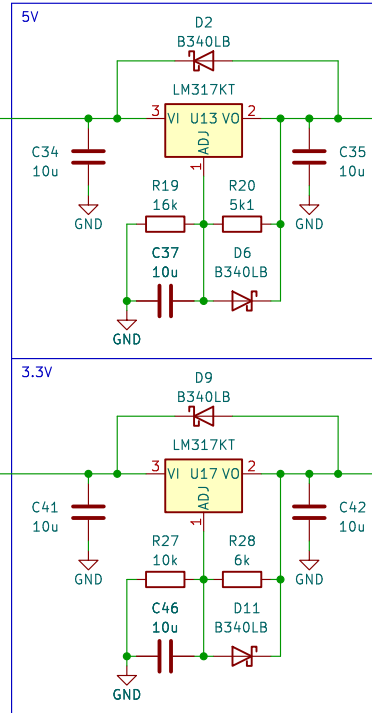 5V
D2
B340LB
LM317KT
3 VI U13 VO 2
ADJ
1
C34
10u
C35
10u
GND
GND
R19
16k
R20
5k1
C37
10u
D6
B340LB
GND
3.3V
D9
B340LB
LM317KT
3 VI U17 VO 2
ADJ
1
C41
10u
C42
10u
GND
GND
R27
10k
R28
6k
C46
10u
D11
B340LB
GND